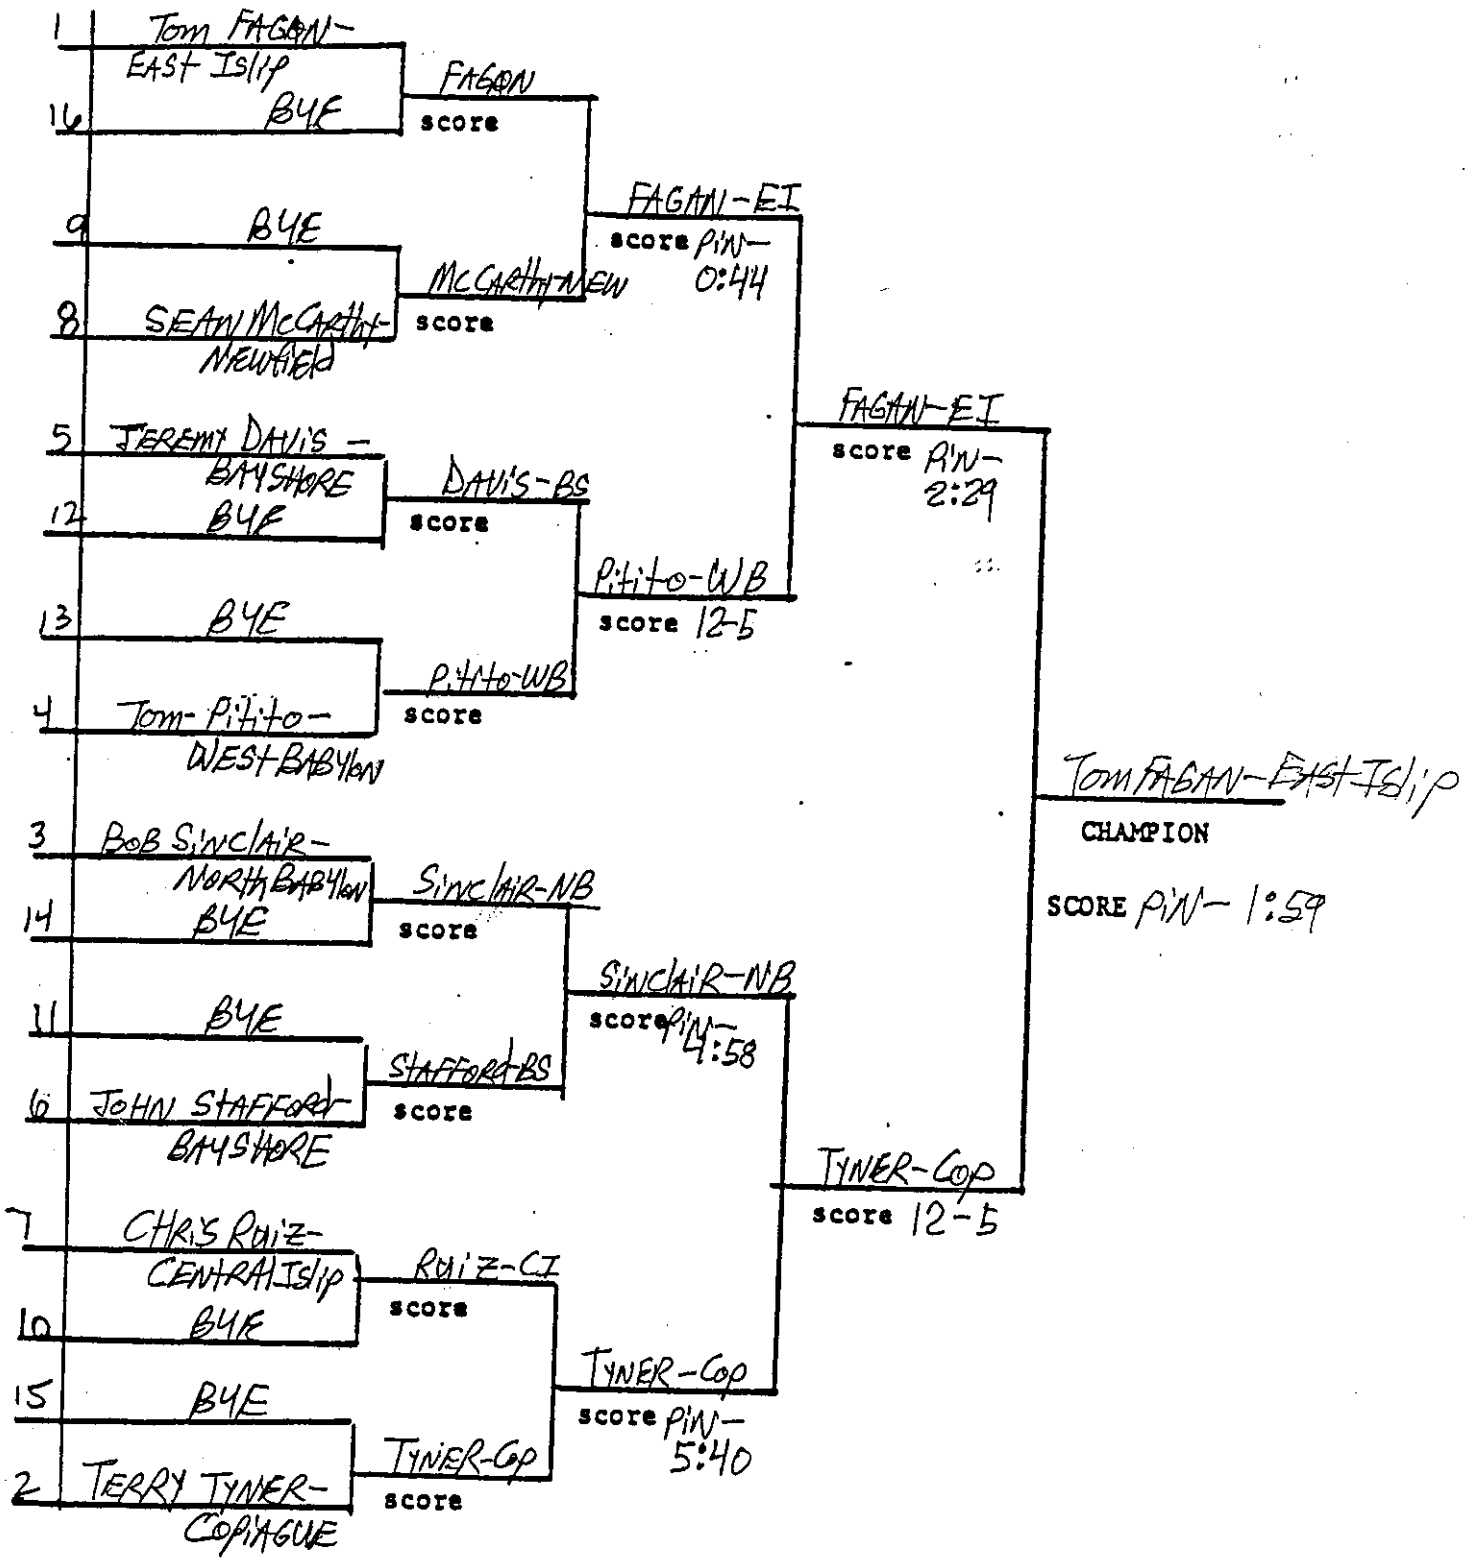 1 Tom FAGAN-
EAST ISlip
16 BYE
FAGAN
score
9 BYE
8 SEAN McCARThy-
NEWfiElD
McCARThy-NEW
score
FAGAN-EI
score PiN-
0:44
5 JEREMY DAViS -
BAYSHORE
12 BYE
DAViS-BS
score
13 BYE
4 Tom-Pitito-
WEST BABYlON
Pitito-WB
score
Pitito-WB
score 12-5
FAGAN-EI
score PiN-
2:29
3 BOB SiNClAiR-
NORTh BABYlON
14 BYE
SiNClAiR-NB
score
11 BYE
6 JOHN STAFFORd-
BAYSHORE
STAFFORd-BS
score
SiNClAiR-NB
score PiN-
4:58
7 CHRiS RuiZ-
CENTRAl ISlip
10 BYE
RuiZ-CI
score
15 BYE
2 TERRY TYNER-
COPiAGUE
TYNER-Cop
score
TYNER-Cop
score PiN-
5:40
TYNER-Cop
score 12-5
Tom FAGAN-EAST ISlip
CHAMPION
SCORE PiN- 1:59